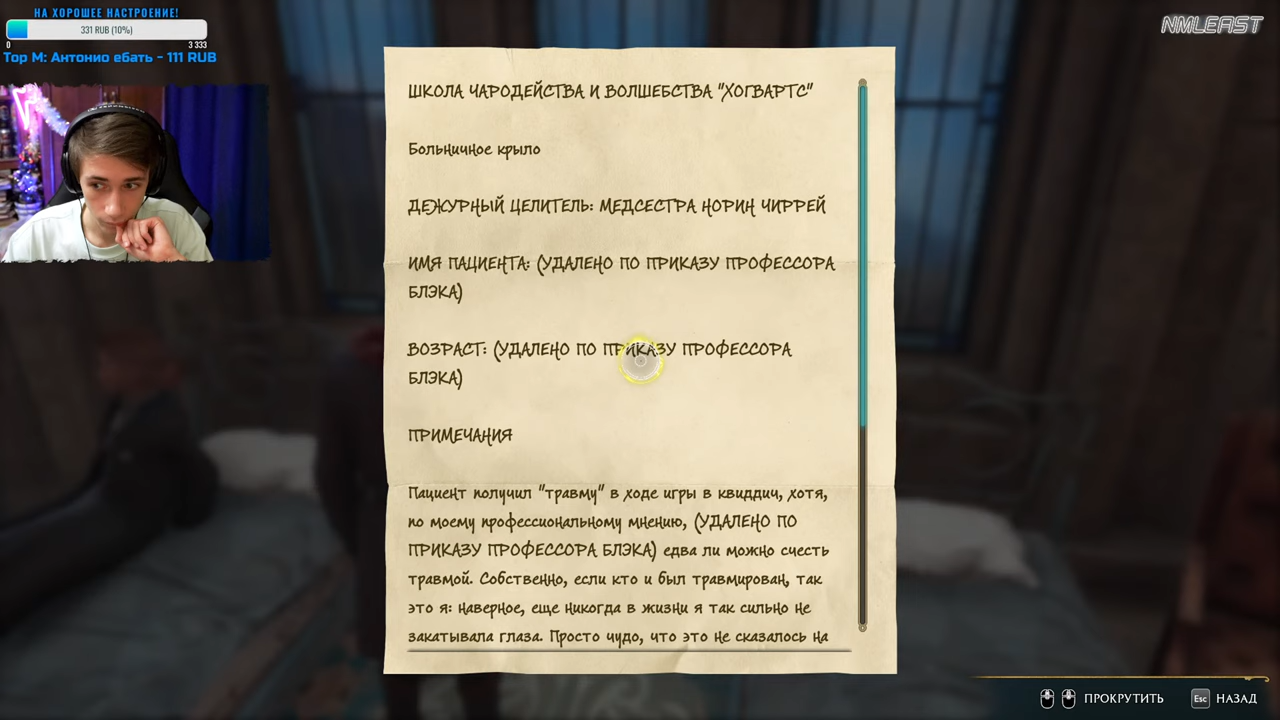 НА ХОРОШЕЕ НАСТРОЕНИЕ!
331 RUB (10%)
0
3 333
Top M: Антонио ебать - 111 RUB
NMLEAST
ШКОЛА ЧАРОДЕЙСТВА И ВОЛШЕБСТВА "ХОГВАРТС"
Больничное крыло
ДЕЖУРНЫЙ ЦЕЛИТЕЛЬ: МЕДСЕСТРА НОРИН ЧИРРЕЙ
ИМЯ ПАЦИЕНТА: (УДАЛЕНО ПО ПРИКАЗУ ПРОФЕССОРА
БЛЭКА)
ВОЗРАСТ: (УДАЛЕНО ПО ПРИКАЗУ ПРОФЕССОРА
БЛЭКА)
ПРИМЕЧАНИЯ
Пациент получил "травму" в ходе игры в квиддич, хотя,
по моему профессиональному мнению, (УДАЛЕНО ПО
ПРИКАЗУ ПРОФЕССОРА БЛЭКА) едва ли можно счесть
травмой. Собственно, если кто и был травмирован, так
это я: наверное, еще никогда в жизни я так сильно не
закатывала глаза. Просто чудо, что это не сказалось на
ПРОКРУТИТЬ
Esc НАЗАД